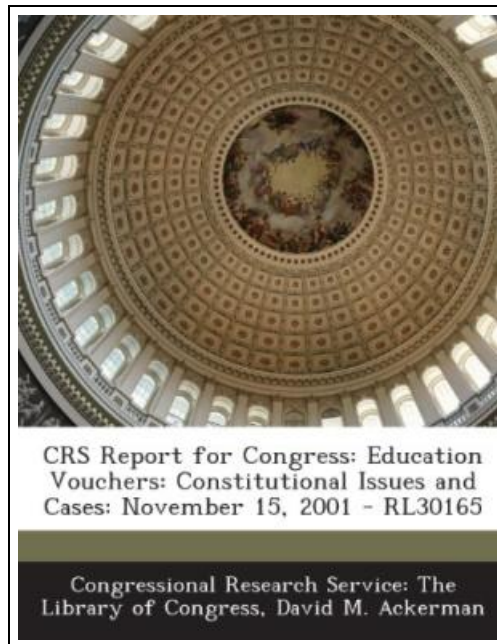 CRS Report for Congress: Education
Vouchers: Constitutional Issues and
Cases: November 15, 2001 - RL30165
Congressional Research Service: The
Library of Congress, David M. Ackerman